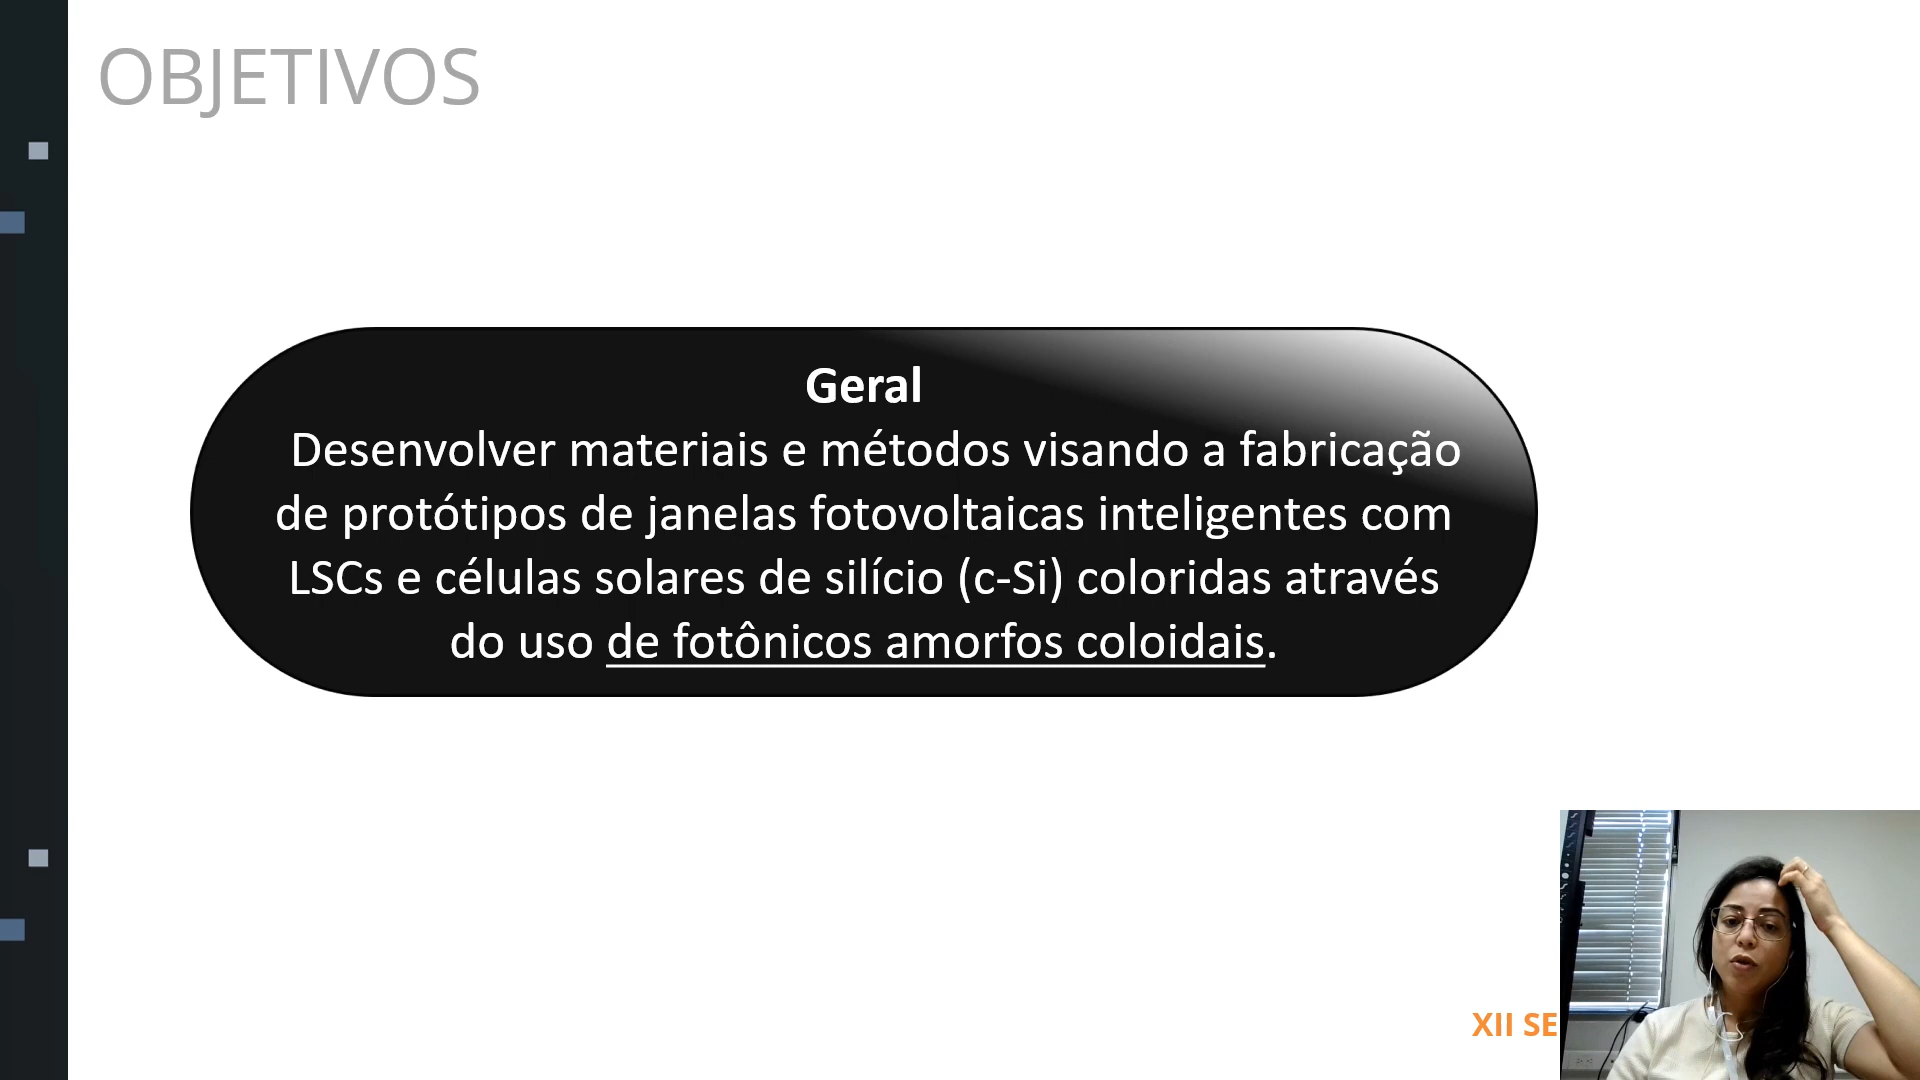 OBJETIVOS
Geral
Desenvolver materiais e métodos visando a fabricação
de protótipos de janelas fotovoltaicas inteligentes com
LSCs e células solares de silício (c-Si) coloridas através
do uso de fotônicos amorfos coloidais.
XII SE